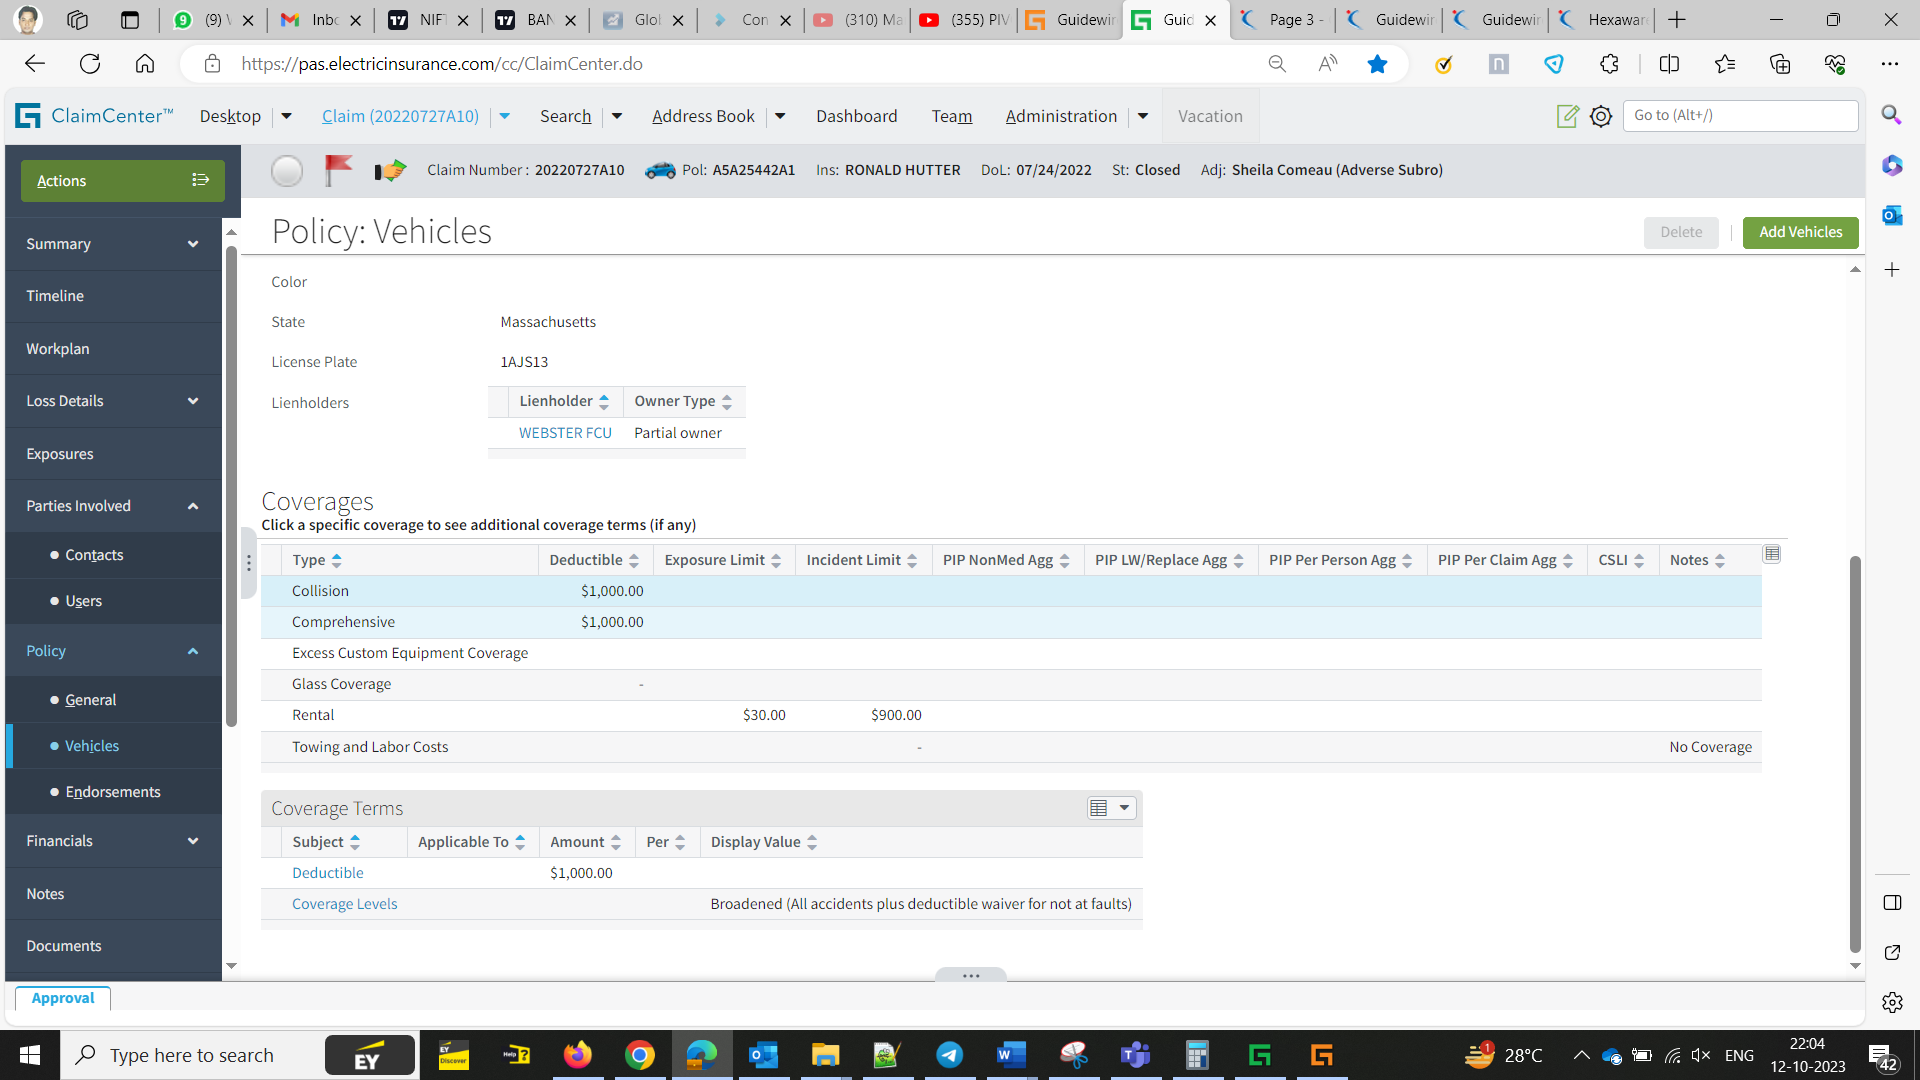 (9) W
Inbo
NIFT
BAN
Glob
Con
(310) Ma
(355) PIV
Guidewir
Guid
Page 3 -
Guidewir
Guidewir
Hexaware
https://pas.electricinsurance.com/cc/ClaimCenter.do
ClaimCenter™
Desktop
Claim (20220727A10)
Search
Address Book
Dashboard
Team
Administration
Vacation
Go to (Alt+/)
Actions
Claim Number : 20220727A10
Pol: A5A25442A1
Ins: RONALD HUTTER
DoL: 07/24/2022
St: Closed
Adj: Sheila Comeau (Adverse Subro)
Summary
Timeline
Workplan
Loss Details
Exposures
Parties Involved
Contacts
Users
Policy
General
Vehicles
Endorsements
Financials
Notes
Documents
Policy: Vehicles
Delete
Add Vehicles
Color
State Massachusetts
License Plate 1AJS13
Lienholders
Lienholder Owner Type
WEBSTER FCU Partial owner
Coverages
Click a specific coverage to see additional coverage terms (if any)
Type Deductible Exposure Limit Incident Limit PIP NonMed Agg PIP LW/Replace Agg PIP Per Person Agg PIP Per Claim Agg CSLI Notes
Collision $1,000.00
Comprehensive $1,000.00
Excess Custom Equipment Coverage
Glass Coverage -
Rental $30.00 $900.00
Towing and Labor Costs - No Coverage
Coverage Terms
Subject Applicable To Amount Per Display Value
Deductible $1,000.00
Coverage Levels Broadened (All accidents plus deductible waiver for not at faults)
Approval
Type here to search
EY
EY Discover
Help ?
1
28°C
ENG
22:04
12-10-2023
42